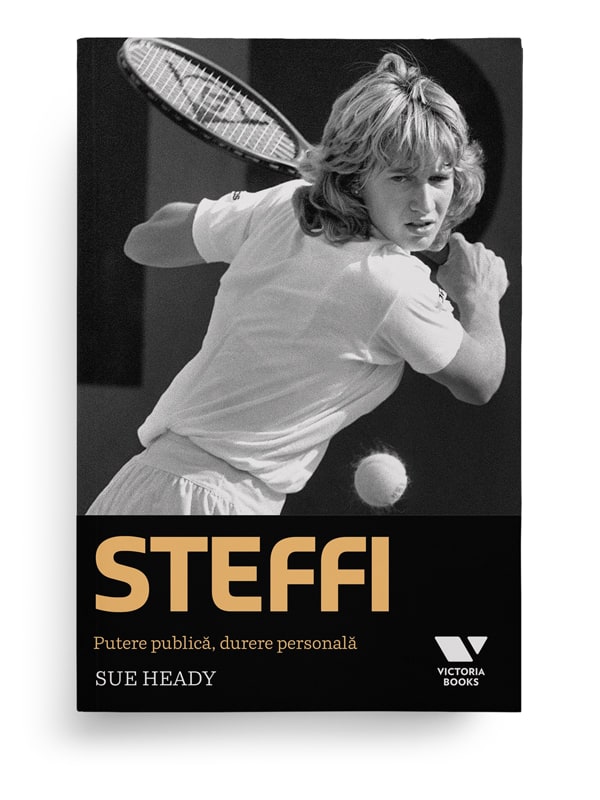 STEFFI
Putere publică, durere personală
SUE HEADY
VICTORIA
BOOKS